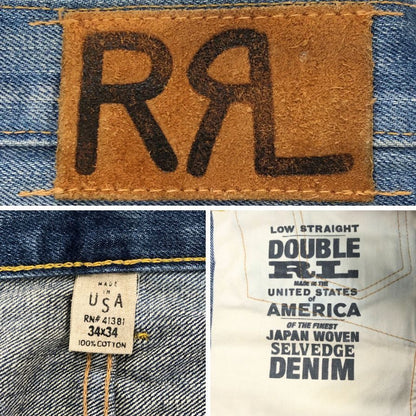 RRL
MADE
IN
USA
RN# 41381
34x34
100% COTTON
LOW STRAIGHT
DOUBLE
RL
MADE IN THE
UNITED STATES
OF
AMERICA
OF THE FINEST
JAPAN WOVEN
SELVEDGE
DENIM